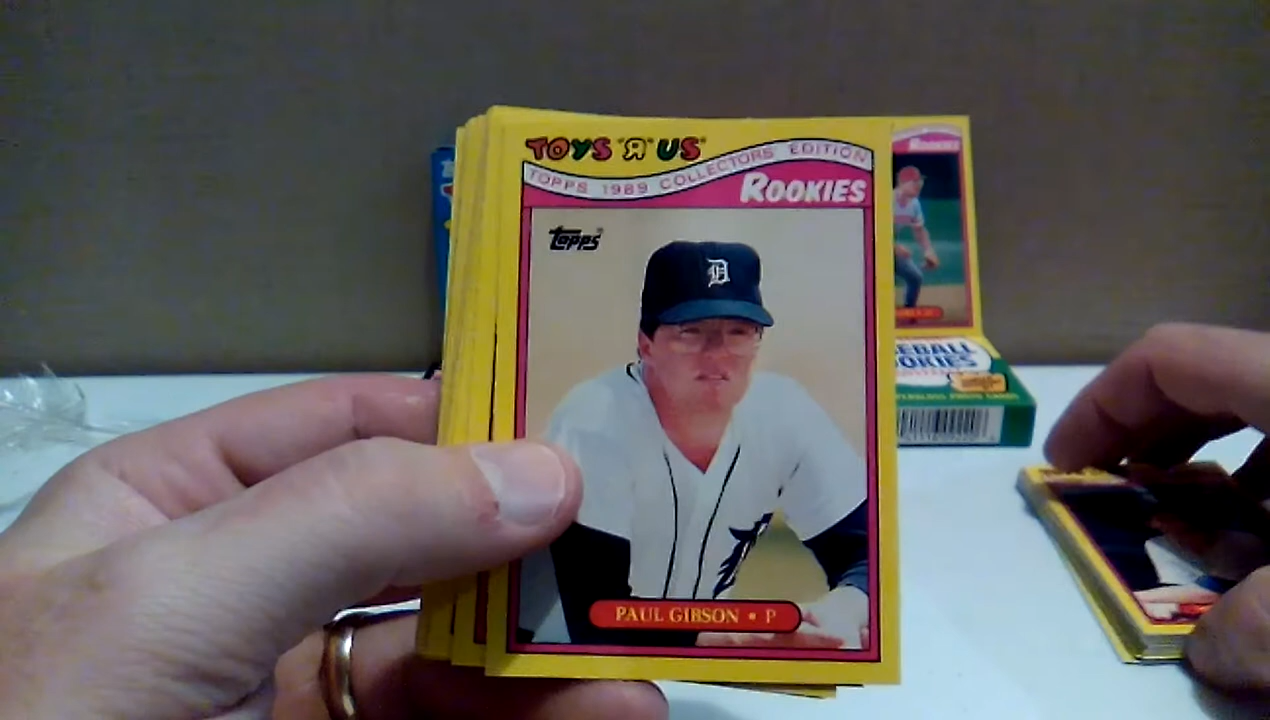 TOYS "R" US
TOPPS 1989 COLLECTORS' EDITION
ROOKIES
topps
D
PAUL GIBSON • P
ROOKIES
BASEBALL
ROOKIES